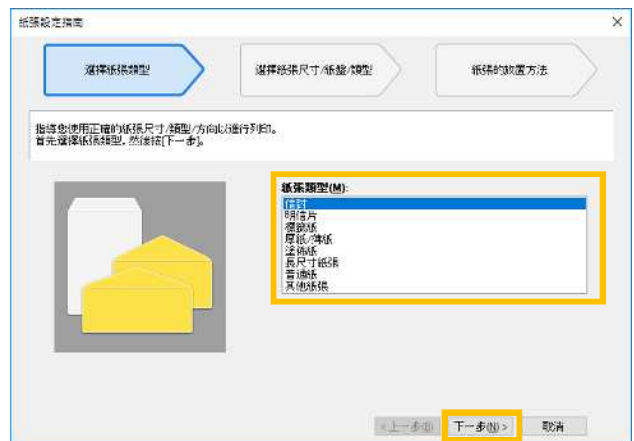 紙張設定指南
選擇紙張類型
選擇紙張尺寸/紙盤/類型
紙張的放置方法
指導您使用正確的紙張尺寸/類型/方向以進行列印。
首先選擇紙張類型, 然後按[下一步]。
紙張類型(M):
信封
明信片
標籤紙
厚紙/薄紙
塗佈紙
長尺寸紙張
普通紙
其他紙張
<上一步(B)
下一步(N) >
取消